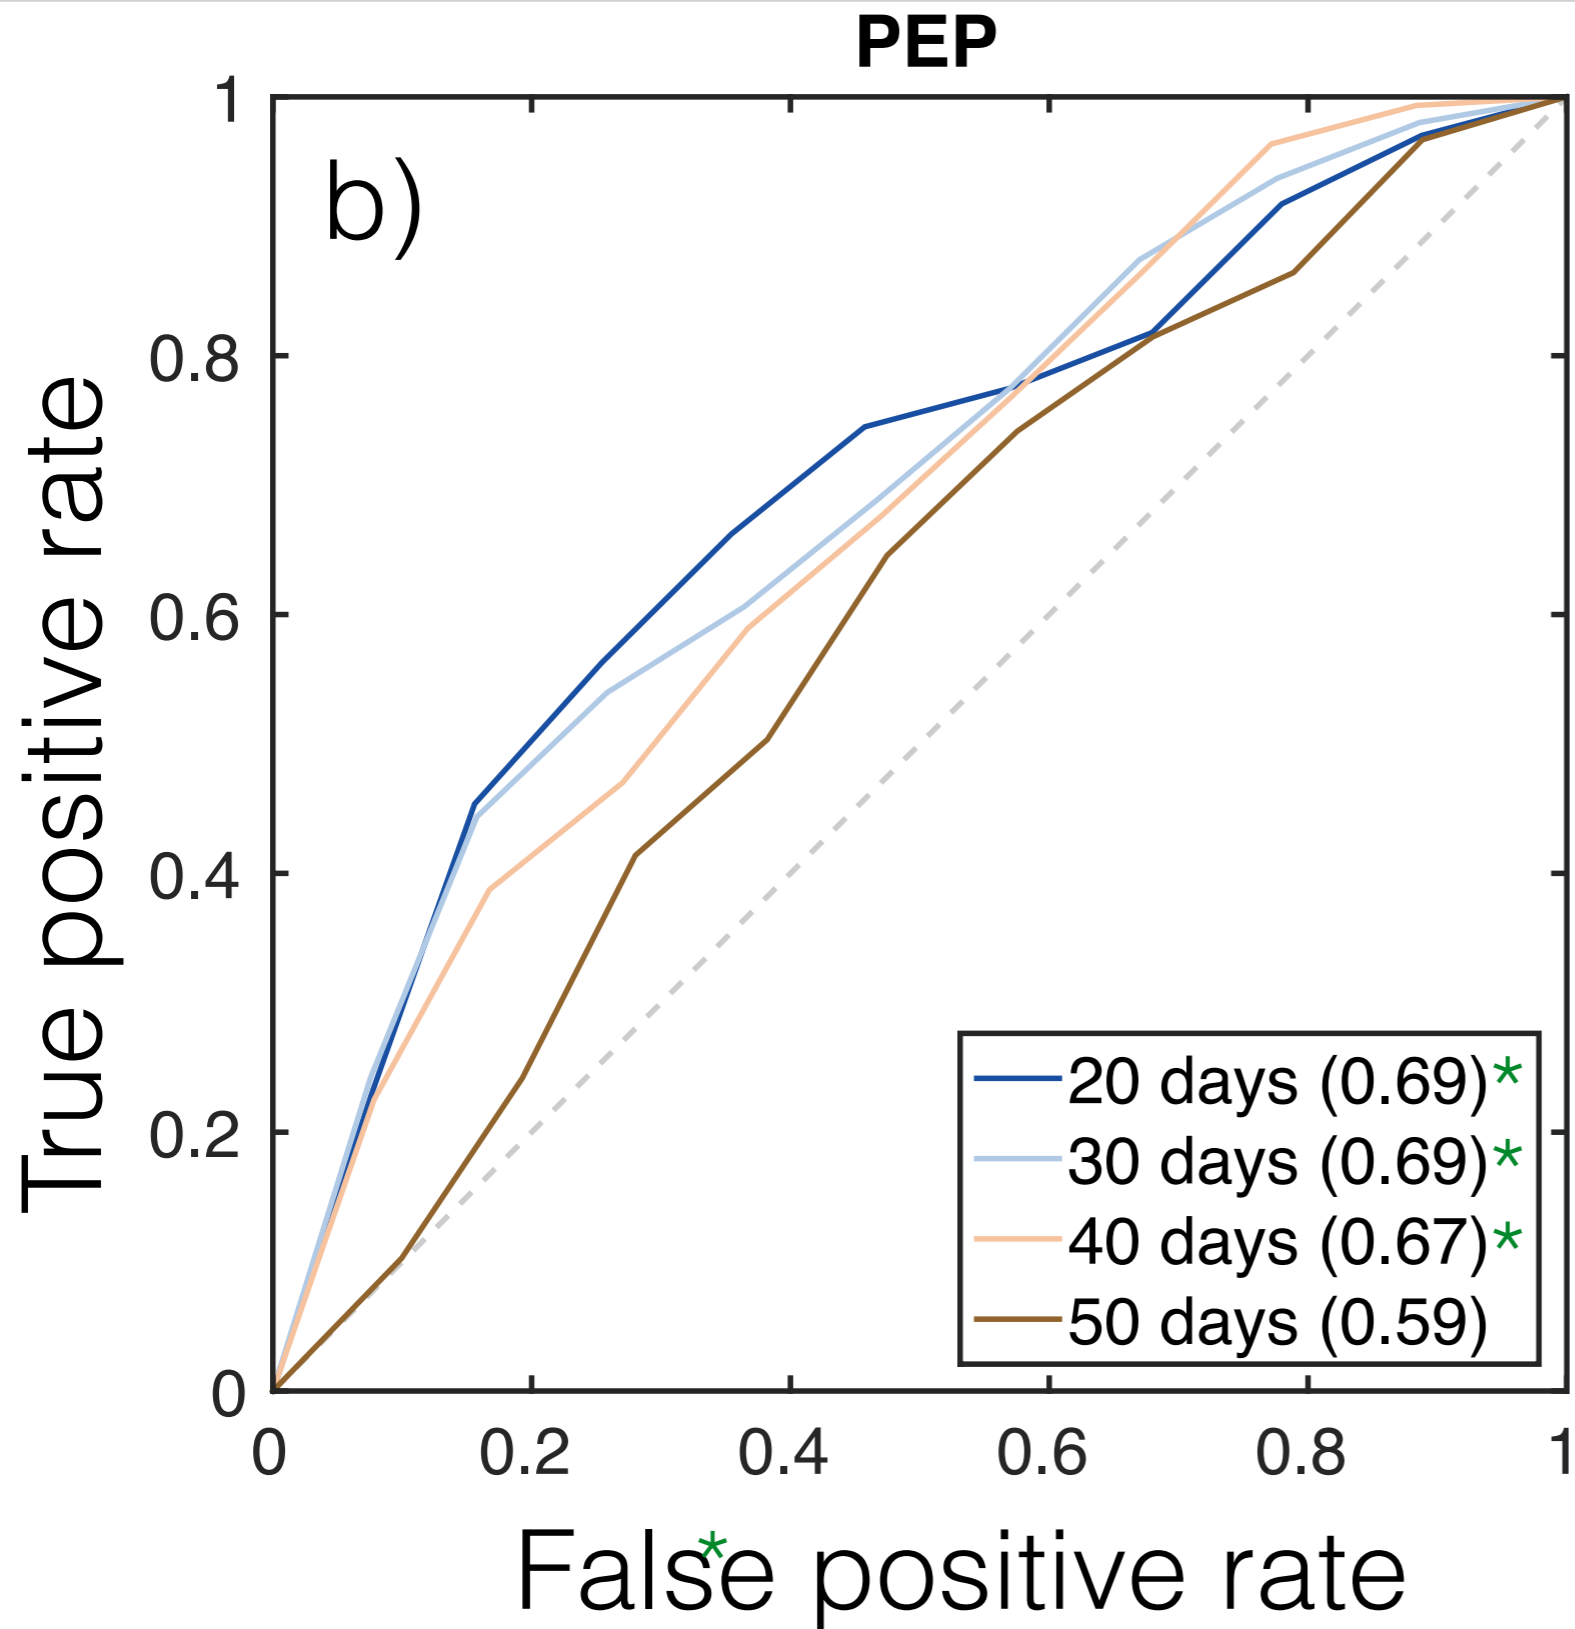 PEP
b)
1
0.8
0.6
0.4
0.2
0
True positive rate
20 days (0.69)*
30 days (0.69)*
40 days (0.67)*
50 days (0.59)
0 0.2 0.4 0.6 0.8 1
*
False positive rate